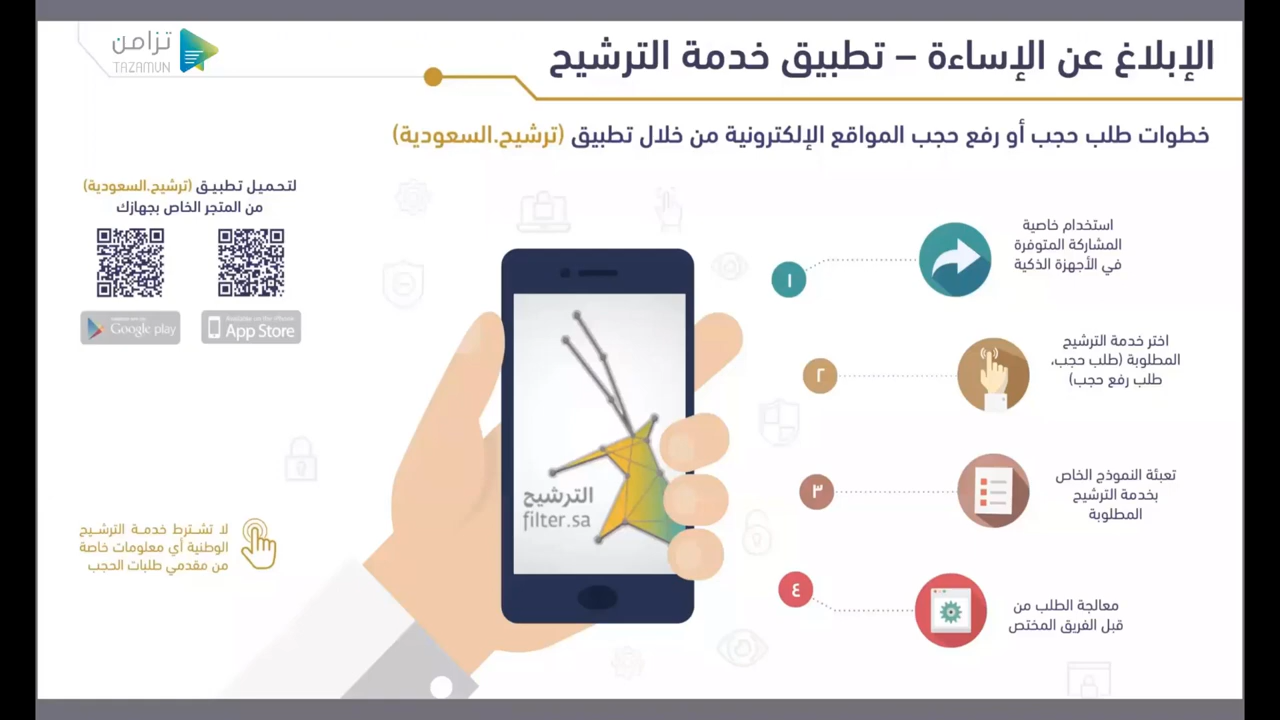 الإبلاغ عن الإساءة – تطبيق خدمة الترشيح
تزامن
TAZAMUN
خطوات طلب حجب أو رفع حجب المواقع الإلكترونية من خلال تطبيق (ترشيح.السعودية)
استخدام خاصية
المشاركة المتوفرة
في الأجهزة الذكية
١
اختر خدمة الترشيح
المطلوبة (طلب حجب،
طلب رفع حجب)
٢
تعبئة النموذج الخاص
بخدمة الترشيح
المطلوبة
٣
معالجة الطلب من
قبل الفريق المختص
٤
الترشيح
filter.sa
لتحميل تطبيق (ترشيح.السعودية)
من المتجر الخاص بجهازك
Available on the iPhone
App Store
Google play
لا تشترط خدمة الترشيح
الوطنية أي معلومات خاصة
من مقدمي طلبات الحجب